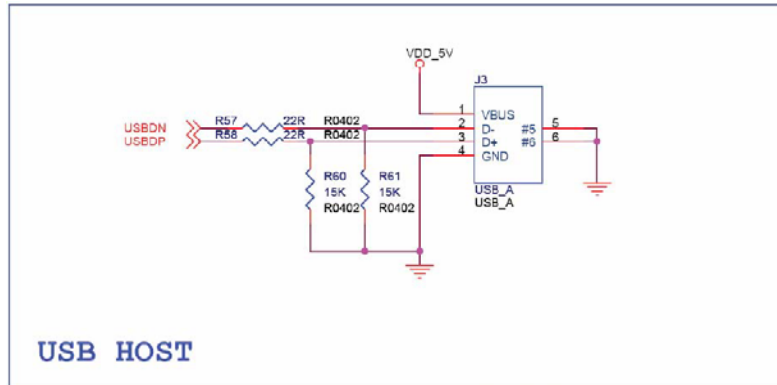 VDD_5V
J3
1 VBUS
USBDN R57 22R R0402 2 D- #5 5
USBDP R58 22R R0402 3 D+ #6 6
4 GND
R60 R61
15K 15K
R0402 R0402
USB_A
USB_A
USB HOST